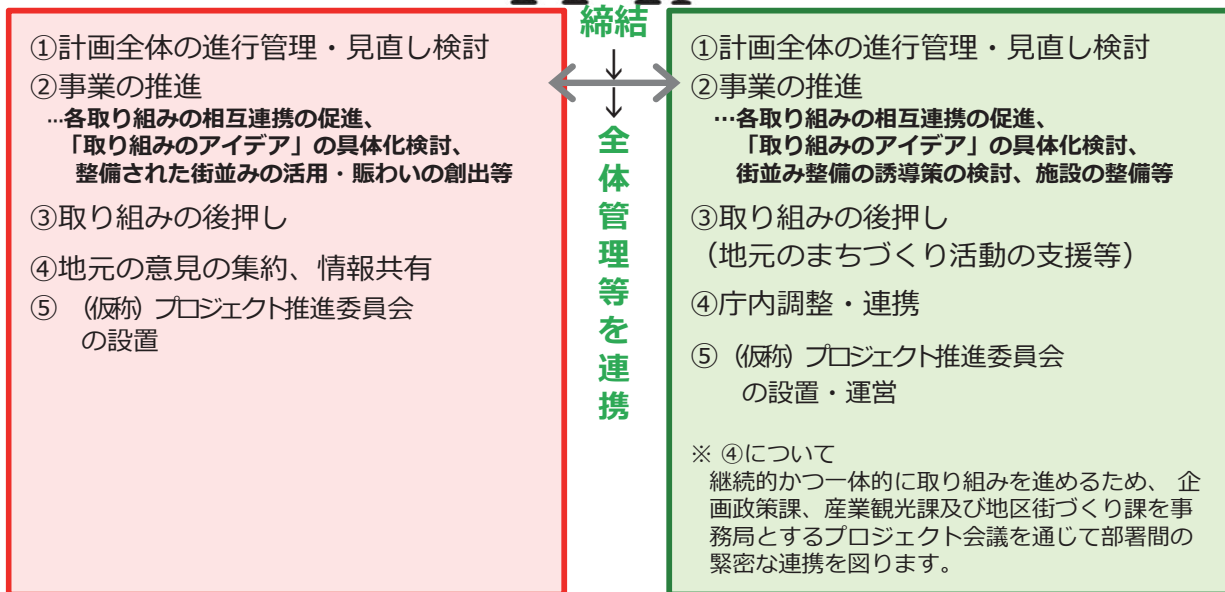 締結
↓
↓
全体管理等を連携
①計画全体の進行管理・見直し検討
②事業の推進
…各取り組みの相互連携の促進、
「取り組みのアイデア」の具体化検討、
整備された街並みの活用・賑わいの創出等
③取り組みの後押し
④地元の意見の集約、情報共有
⑤ (仮称) プロジェクト推進委員会
の設置
①計画全体の進行管理・見直し検討
②事業の推進
…各取り組みの相互連携の促進、
「取り組みのアイデア」の具体化検討、
街並み整備の誘導策の検討、施設の整備等
③取り組みの後押し
（地元のまちづくり活動の支援等）
④庁内調整・連携
⑤ (仮称) プロジェクト推進委員会
の設置・運営
※ ④について
継続的かつ一体的に取り組みを進めるため、 企
画政策課、産業観光課及び地区街づくり課を事
務局とするプロジェクト会議を通じて部署間の
緊密な連携を図ります。